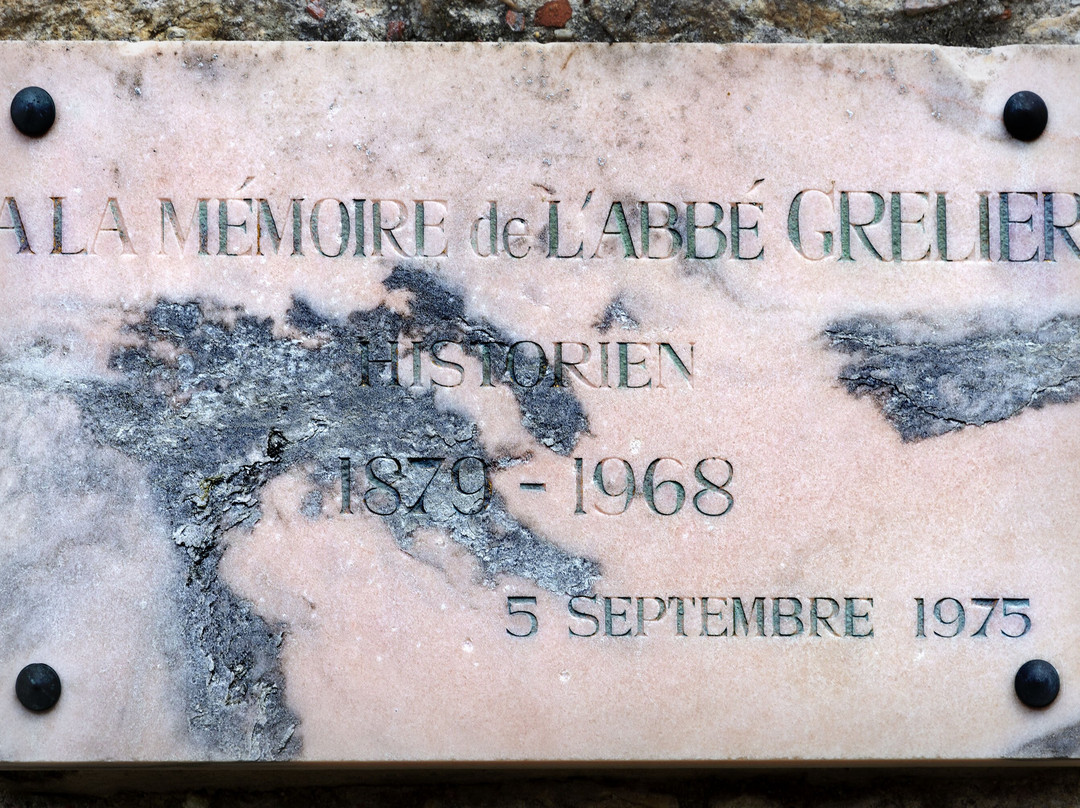 A LA MÉMOIRE de L'ABBÉ GRELIER
HISTORIEN
1879 - 1968
5 SEPTEMBRE 1975